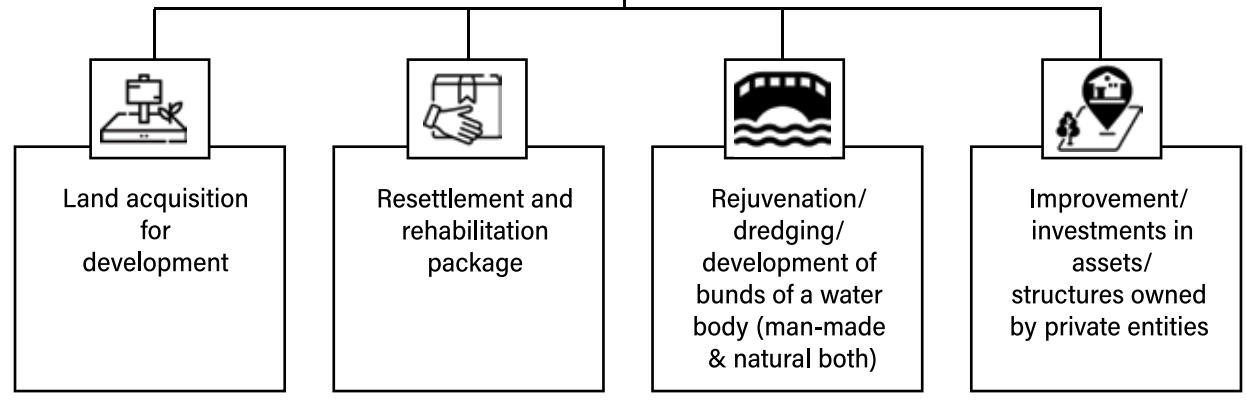 Land acquisition
for
development
Resettlement and
rehabilitation
package
Rejuvenation/
dredging/
development of
bunds of a water
body (man-made
& natural both)
Improvement/
investments in
assets/
structures owned
by private entities